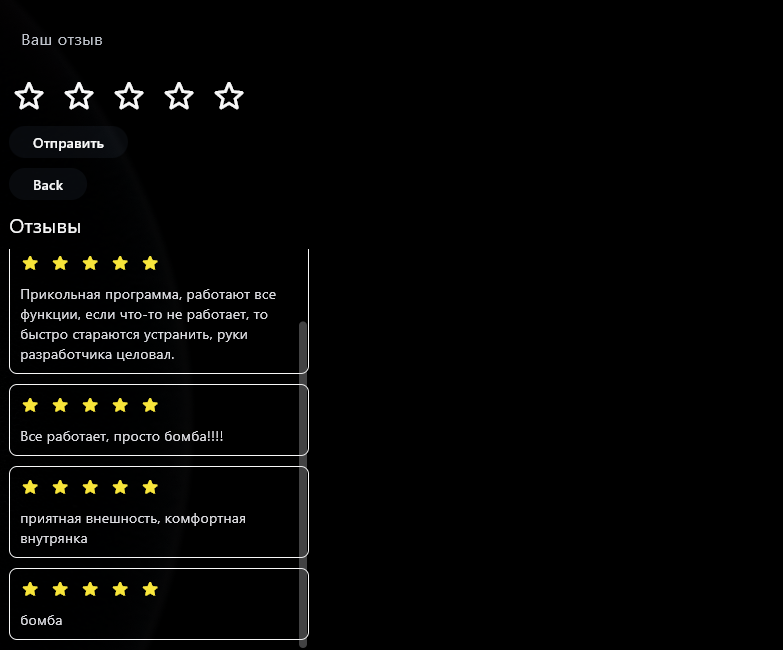 Ваш отзыв
Отправить
Back
Отзывы
Прикольная программа, работают все
функции, если что-то не работает, то
быстро стараются устранить, руки
разработчика целовал.
Все работает, просто бомба!!!!
приятная внешность, комфортная
внутрянка
бомба